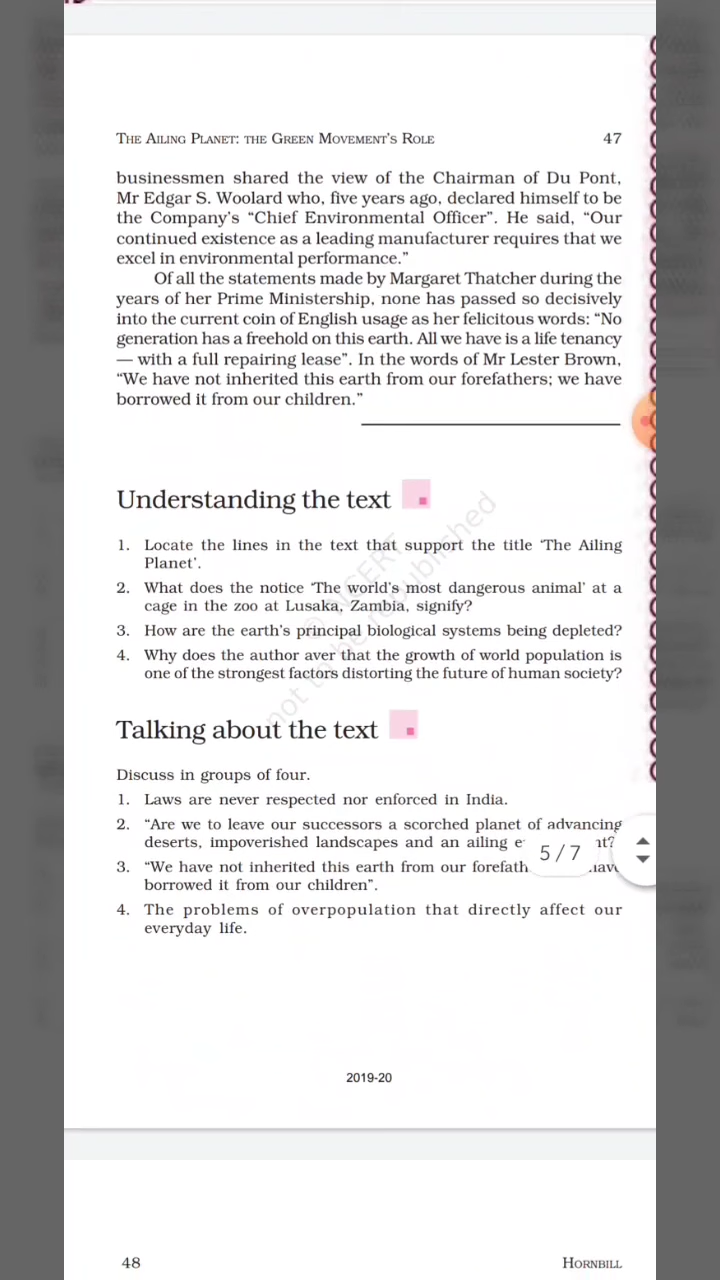 THE AILING PLANET: THE GREEN MOVEMENT'S ROLE 47
businessmen shared the view of the Chairman of Du Pont,
Mr Edgar S. Woolard who, five years ago, declared himself to be
the Company's “Chief Environmental Officer”. He said, “Our
continued existence as a leading manufacturer requires that we
excel in environmental performance.”
Of all the statements made by Margaret Thatcher during the
years of her Prime Ministership, none has passed so decisively
into the current coin of English usage as her felicitous words: “No
generation has a freehold on this earth. All we have is a life tenancy
— with a full repairing lease”. In the words of Mr Lester Brown,
“We have not inherited this earth from our forefathers; we have
borrowed it from our children.”
Understanding the text
1. Locate the lines in the text that support the title ‘The Ailing
Planet’.
2. What does the notice ‘The world's most dangerous animal’ at a
cage in the zoo at Lusaka, Zambia, signify?
3. How are the earth's principal biological systems being depleted?
4. Why does the author aver that the growth of world population is
one of the strongest factors distorting the future of human society?
© NCERT
not to be republished
Talking about the text
Discuss in groups of four.
1. Laws are never respected nor enforced in India.
2. “Are we to leave our successors a scorched planet of advancing
deserts, impoverished landscapes and an ailing
5 / 7
3. “We have not inherited this earth from our
borrowed it from our children”.
4. The problems of overpopulation that directly affect our
everyday life.
2019-20
48 HORNBILL